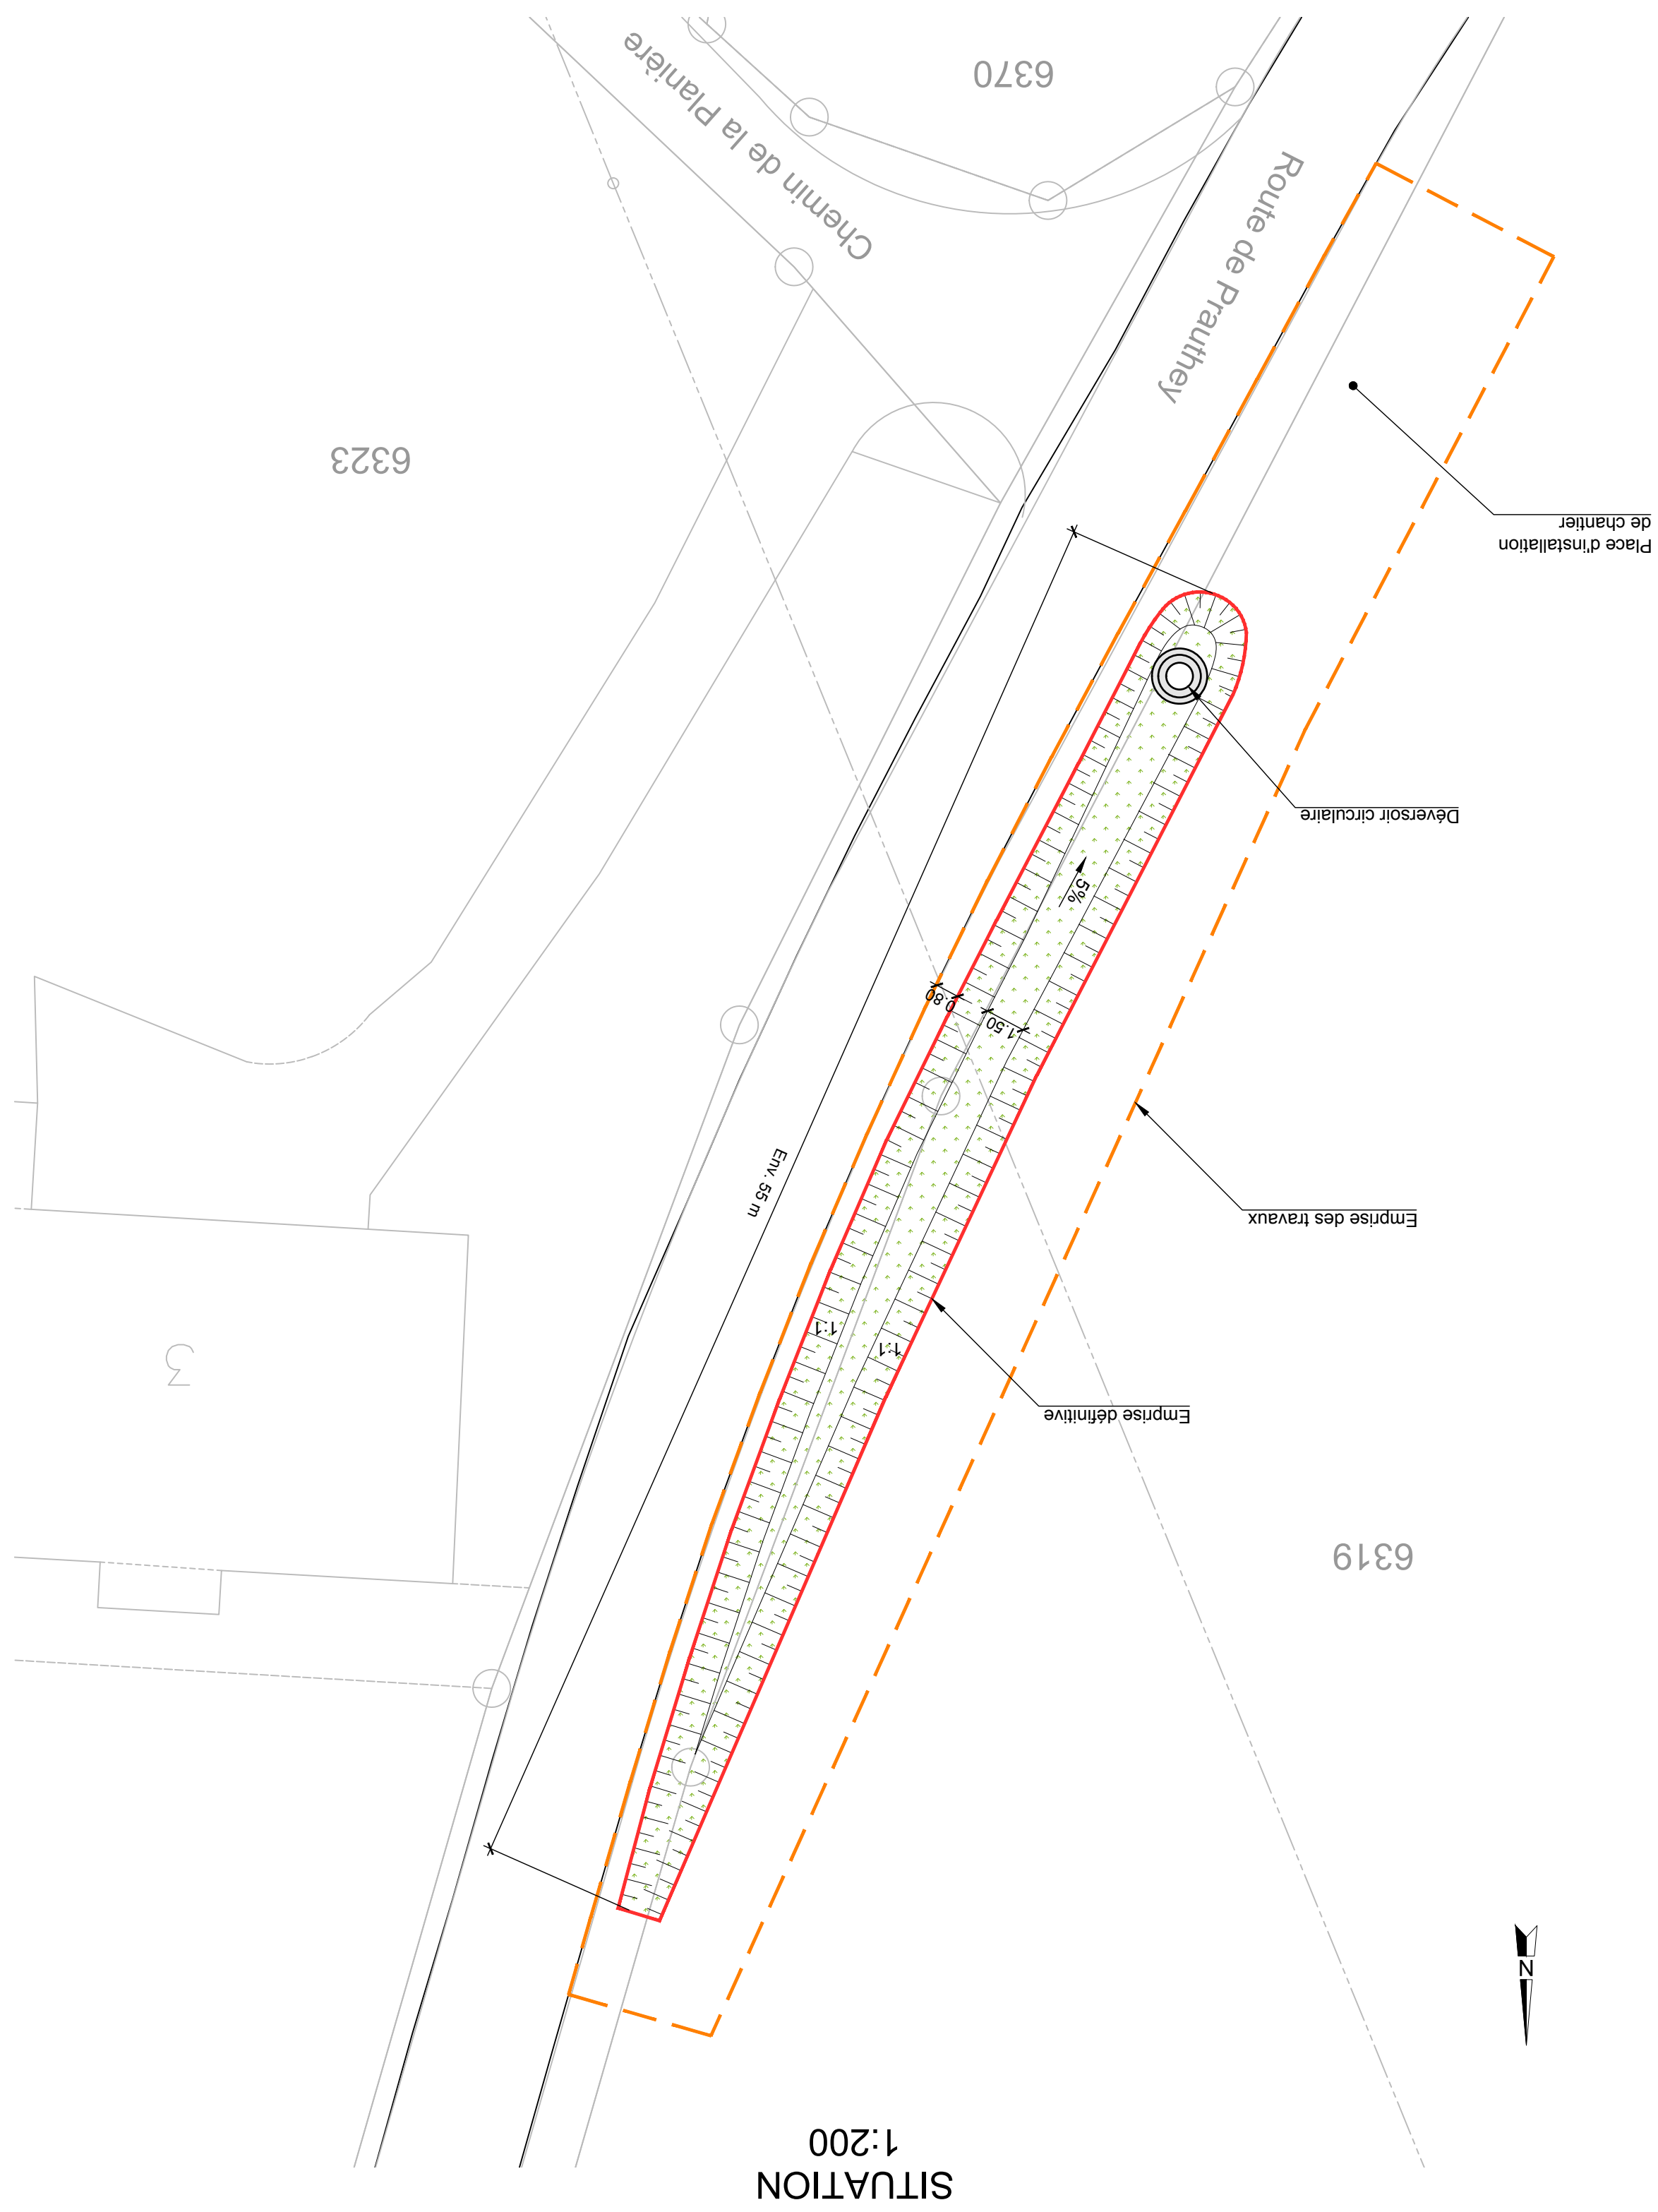 SITUATION
1:200
N
6319
Emprise définitive
1:1
1:1
3
Emprise des travaux
Env. 55 m
1.50
0.80
5%
Déversoir circulaire
Place d'installation
de chantier
6323
Route de Prauthey
Chemin de la Planière
6370